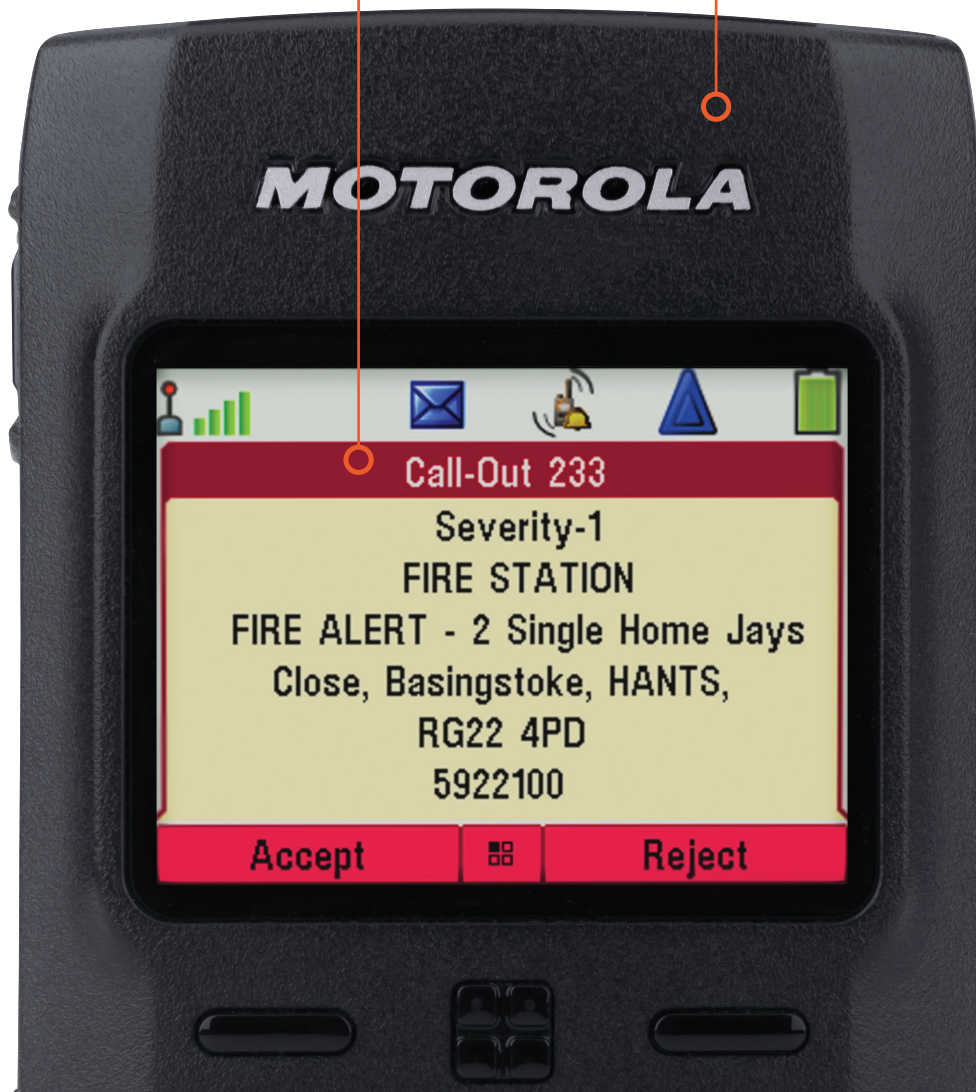 MOTOROLA
Call-Out 233
Severity-1
FIRE STATION
FIRE ALERT - 2 Single Home Jays
Close, Basingstoke, HANTS,
RG22 4PD
5922100
Accept
Reject